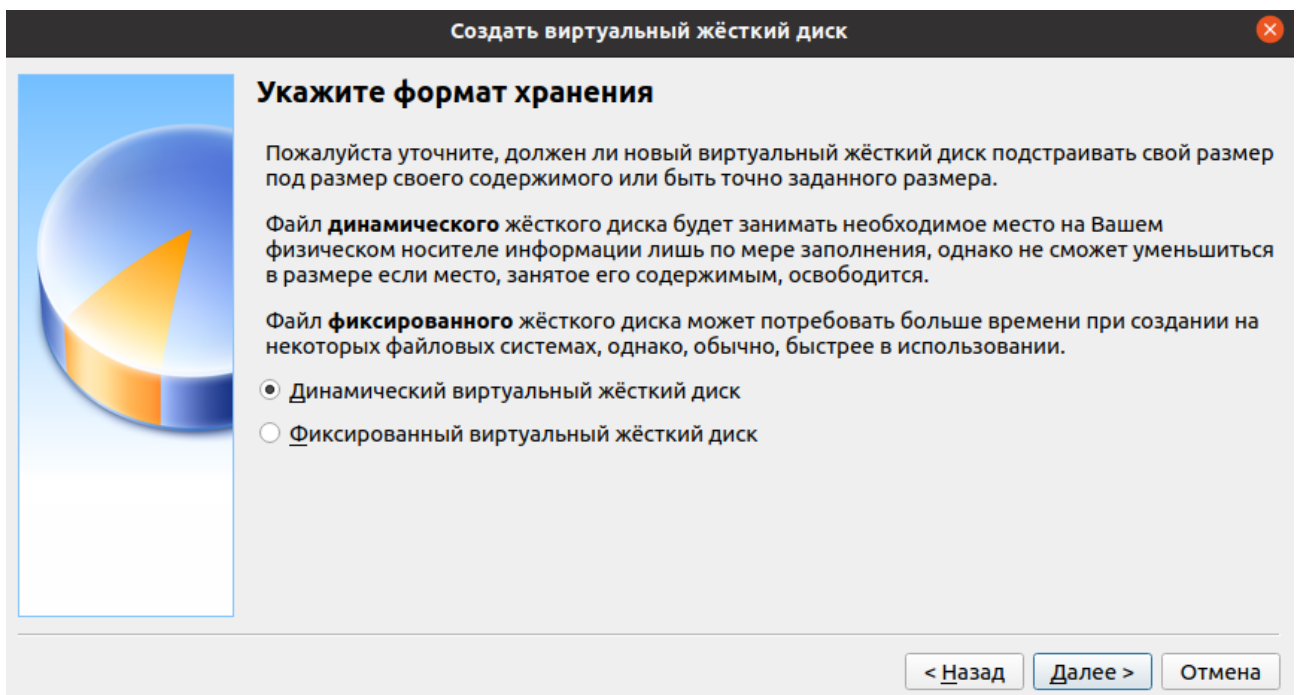 Создать виртуальный жёсткий диск
Укажите формат хранения
Пожалуйста уточните, должен ли новый виртуальный жёсткий диск подстраивать свой размер
под размер своего содержимого или быть точно заданного размера.
Файл динамического жёсткого диска будет занимать необходимое место на Вашем
физическом носителе информации лишь по мере заполнения, однако не сможет уменьшиться
в размере если место, занятое его содержимым, освободится.
Файл фиксированного жёсткого диска может потребовать больше времени при создании на
некоторых файловых системах, однако, обычно, быстрее в использовании.
Динамический виртуальный жёсткий диск
Фиксированный виртуальный жёсткий диск
< Назад Далее > Отмена